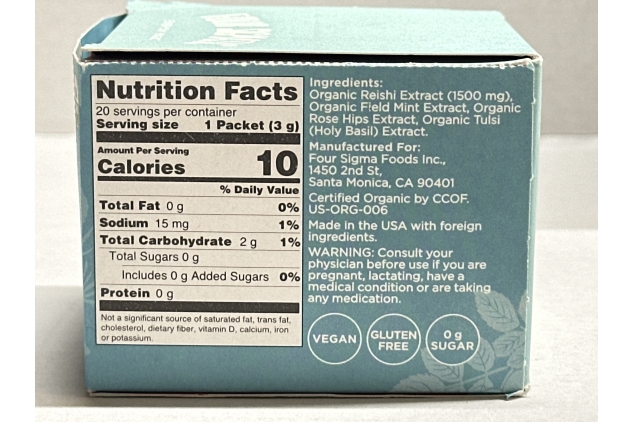 Nutrition Facts
20 servings per container
Serving size 1 Packet (3 g)
Amount Per Serving
Calories 10
% Daily Value
Total Fat 0 g 0%
Sodium 15 mg 1%
Total Carbohydrate 2 g 1%
Total Sugars 0 g
Includes 0 g Added Sugars 0%
Protein 0 g
Not a significant source of saturated fat, trans fat,
cholesterol, dietary fiber, vitamin D, calcium, iron
or potassium.
Ingredients:
Organic Reishi Extract (1500 mg),
Organic Field Mint Extract, Organic
Rose Hips Extract, Organic Tulsi
(Holy Basil) Extract.
Manufactured For:
Four Sigma Foods Inc.,
1450 2nd St,
Santa Monica, CA 90401
Certified Organic by CCOF.
US-ORG-006
Made in the USA with foreign
ingredients.
WARNING: Consult your
physician before use if you are
pregnant, lactating, have a
medical condition or are taking
any medication.
VEGAN
GLUTEN
FREE
0 g
SUGAR